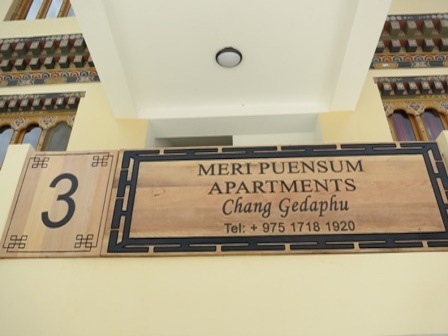 3
MERI PUENSUM
APARTMENTS
Chang Gedaphu
Tel: + 975 1718 1920